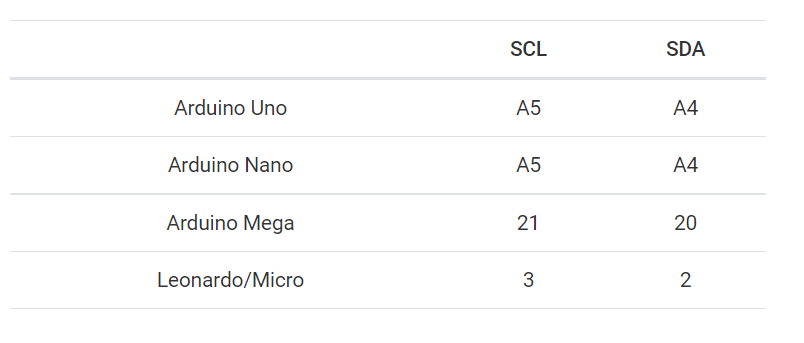 SCL SDA
Arduino Uno A5 A4
Arduino Nano A5 A4
Arduino Mega 21 20
Leonardo/Micro 3 2